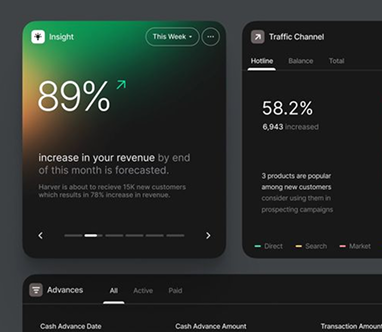 Insight
This Week
89%
increase in your revenue by end
of this month is forecasted.
Harver is about to recieve 15K new customers
which results in 78% increase in revenue.
Traffic Channel
Hotline Balance Total
58.2%
6,943 increased
3 products are popular
among new customers
consider using them in
prospecting campaigns
Direct Search Market
Advances All Active Paid
Cash Advance Date Cash Advance Amount Transaction Amount